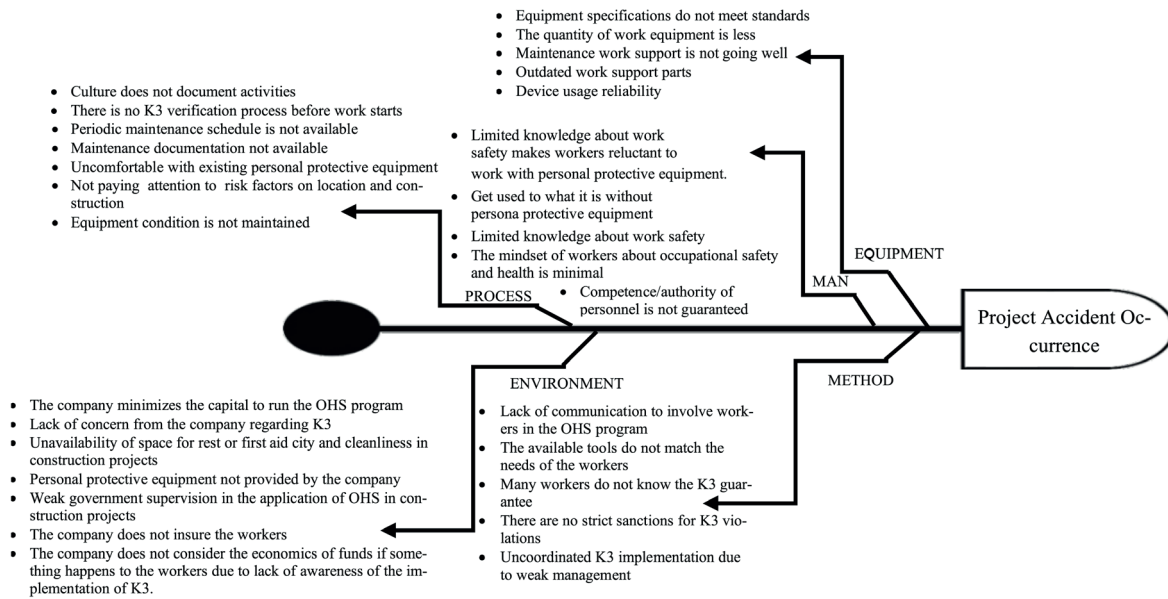 • Equipment specifications do not meet standards
• The quantity of work equipment is less
• Maintenance work support is not going well
• Outdated work support parts
• Device usage reliability
EQUIPMENT
• Culture does not document activities
• There is no K3 verification process before work starts
• Periodic maintenance schedule is not available
• Maintenance documentation not available
• Uncomfortable with existing personal protective equipment
• Not paying attention to risk factors on location and con-
struction
• Equipment condition is not maintained
PROCESS
• Limited knowledge about work
safety makes workers reluctant to
work with personal protective equipment.
• Get used to what it is without
persona protective equipment
• Limited knowledge about work safety
• The mindset of workers about occupational safety
and health is minimal
• Competence/authority of
personnel is not guaranteed
MAN
Project Accident Oc-
currence
ENVIRONMENT
• The company minimizes the capital to run the OHS program
• Lack of concern from the company regarding K3
• Unavailability of space for rest or first aid city and cleanliness in
construction projects
• Personal protective equipment not provided by the company
• Weak government supervision in the application of OHS in con-
struction projects
• The company does not insure the workers
• The company does not consider the economics of funds if some-
thing happens to the workers due to lack of awareness of the im-
plementation of K3.
METHOD
• Lack of communication to involve work-
ers in the OHS program
• The available tools do not match the
needs of the workers
• Many workers do not know the K3 guar-
antee
• There are no strict sanctions for K3 vio-
lations
• Uncoordinated K3 implementation due
to weak management